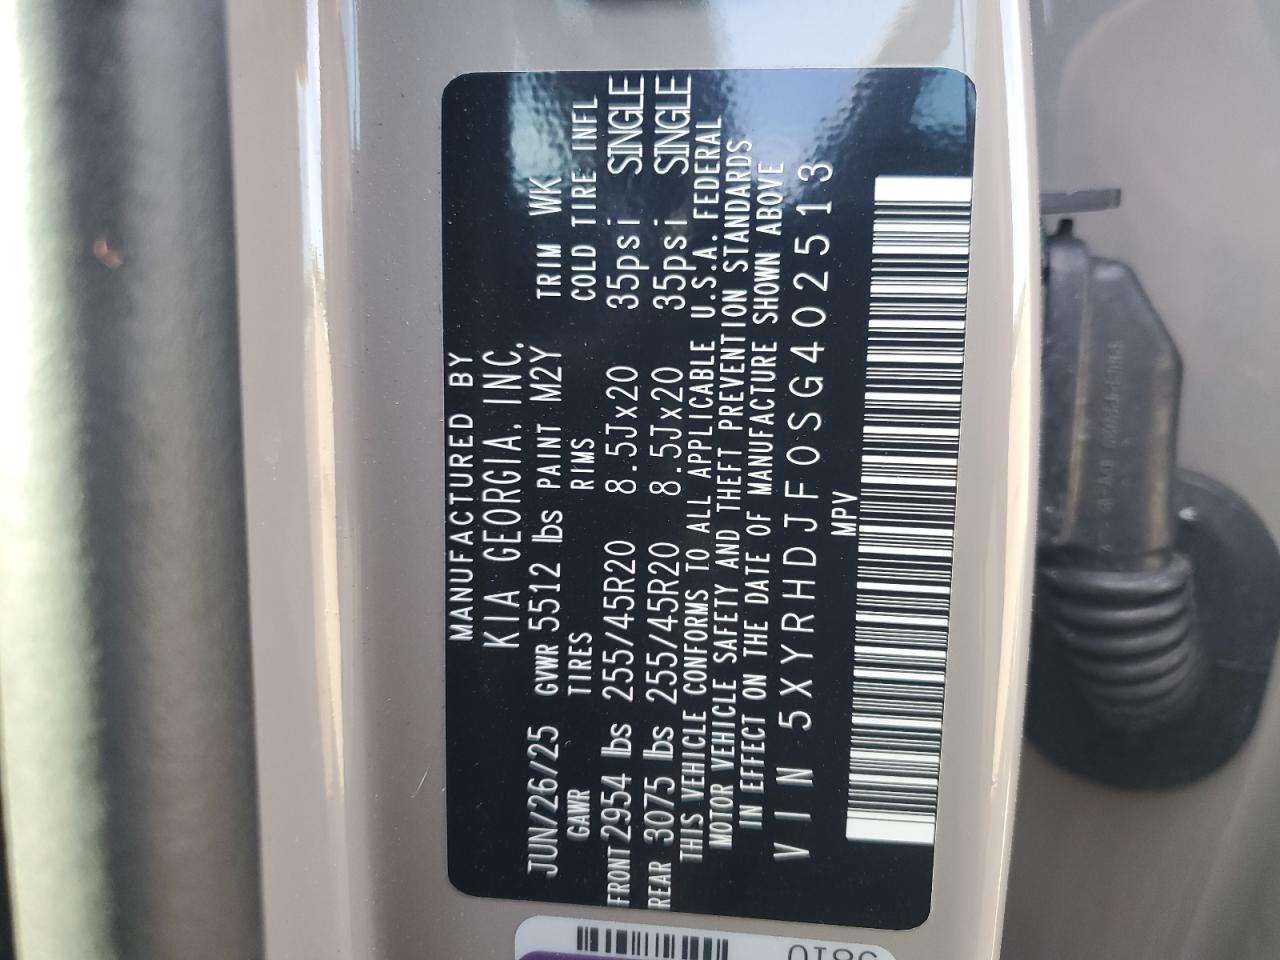 MANUFACTURED BY
KIA GEORGIA, INC.
JUN/26/25 GVWR 5512 lbs PAINT M2Y TRIM WK
GAWR TIRES RIMS COLD TIRE INFL
FRONT 2954 lbs 255/45R20 8.5Jx20 35psi SINGLE
REAR 3075 lbs 255/45R20 8.5Jx20 35psi SINGLE
THIS VEHICLE CONFORMS TO ALL APPLICABLE U.S.A. FEDERAL
MOTOR VEHICLE SAFETY AND THEFT PREVENTION STANDARDS
IN EFFECT ON THE DATE OF MANUFACTURE SHOWN ABOVE
VIN 5XYRHDJF0SG402513
MPV